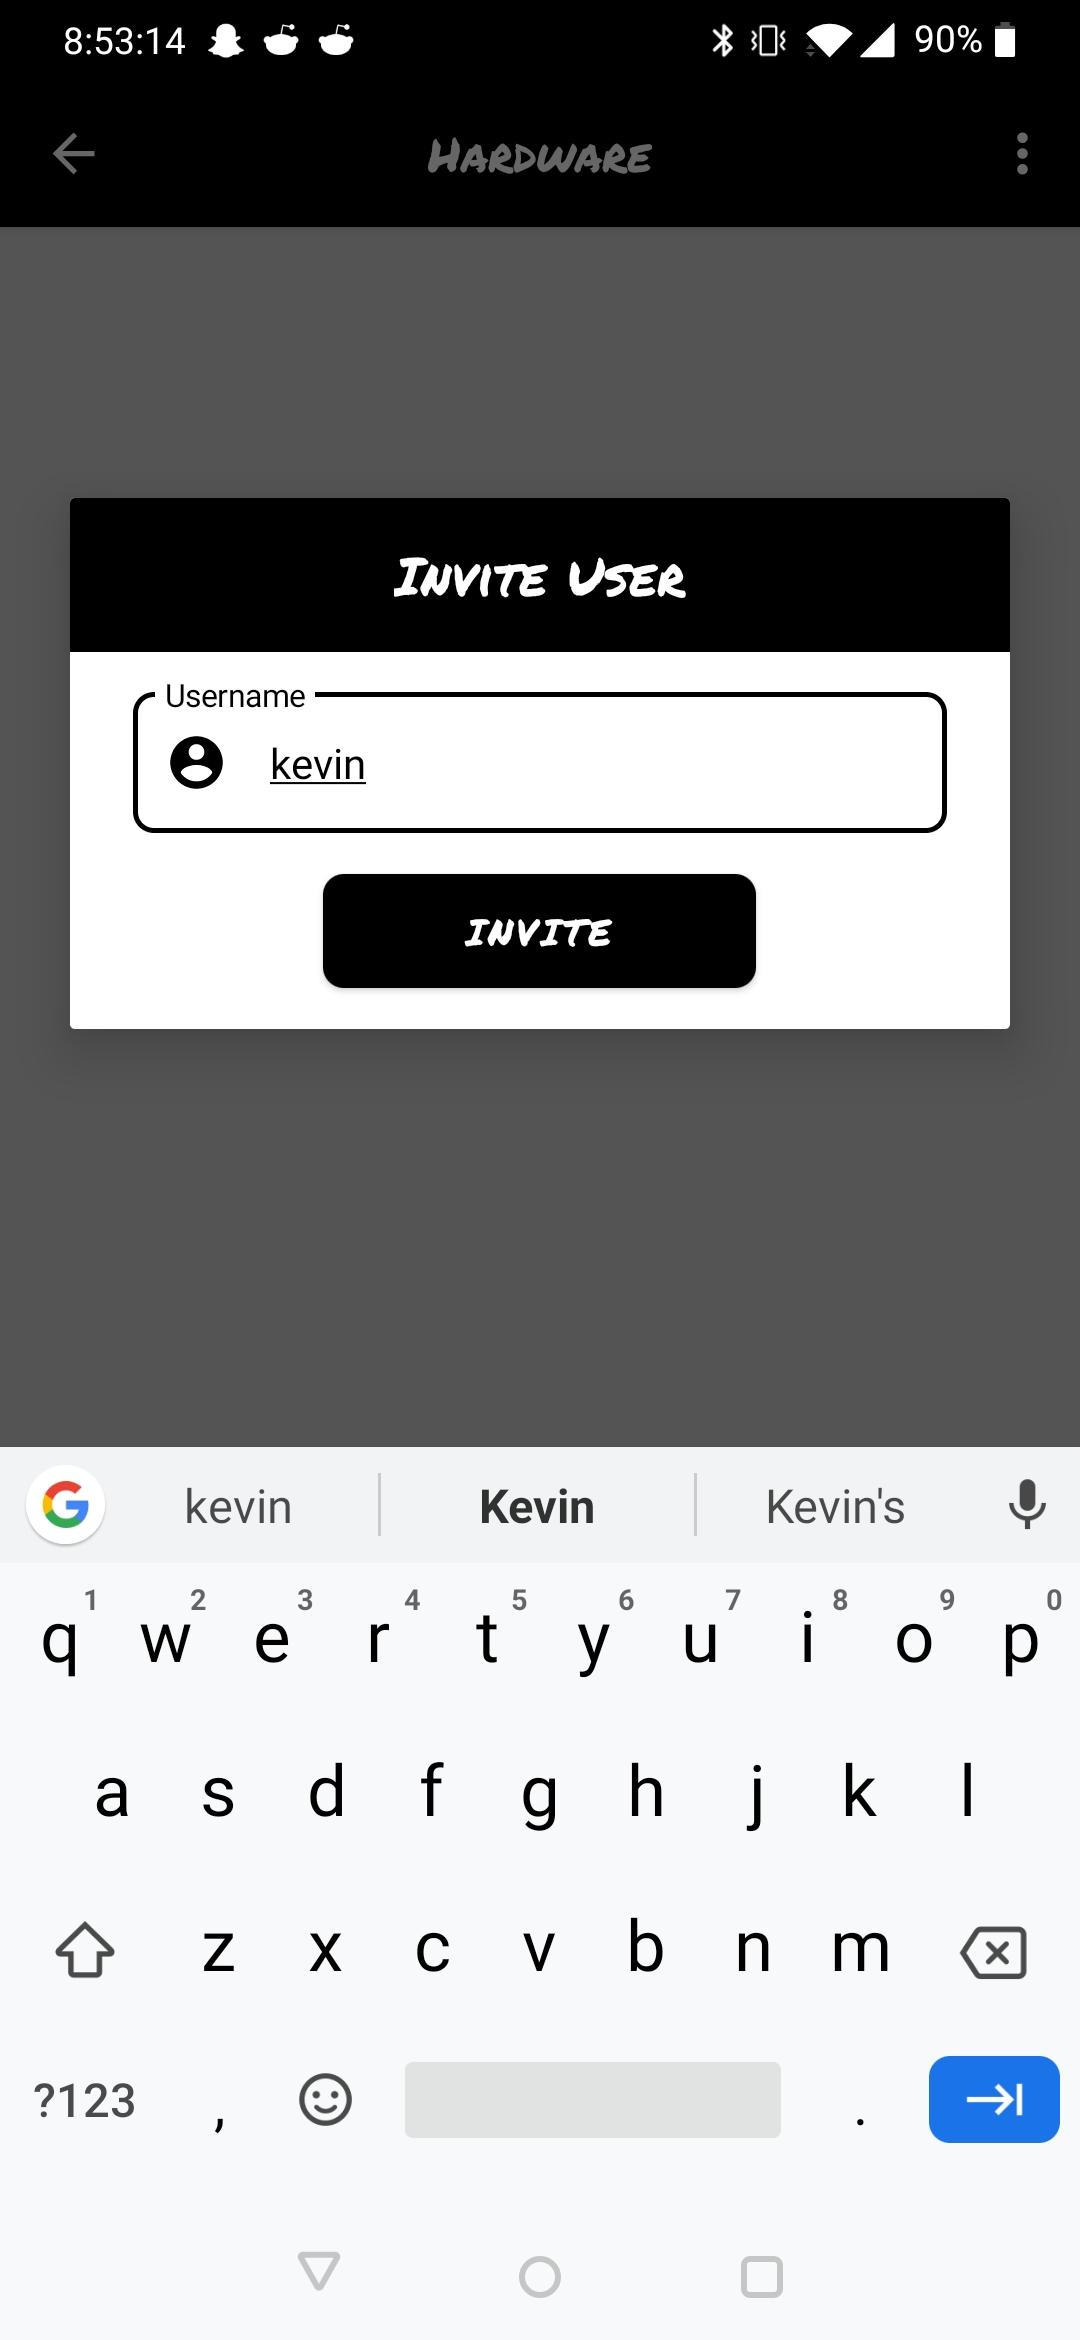 8:53:14 90%
Hardware
Invite User
Username
kevin
INVITE
kevin Kevin Kevin's
1 2 3 4 5 6 7 8 9 0
q w e r t y u i o p
a s d f g h j k l
z x c v b n m
?123 , .